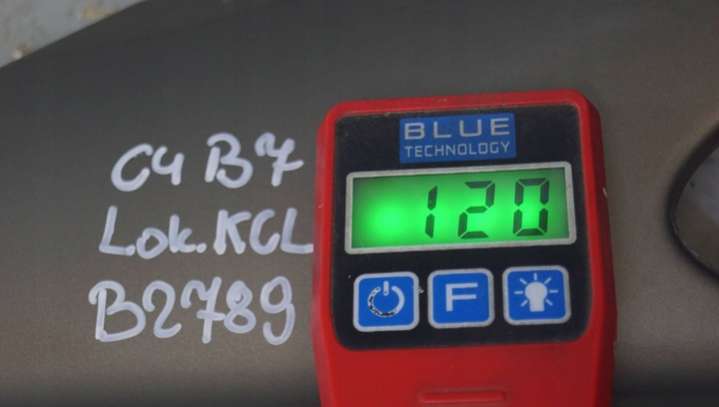 C4 B7
Lok.KCL
B2789
BLUE
TECHNOLOGY
120
F